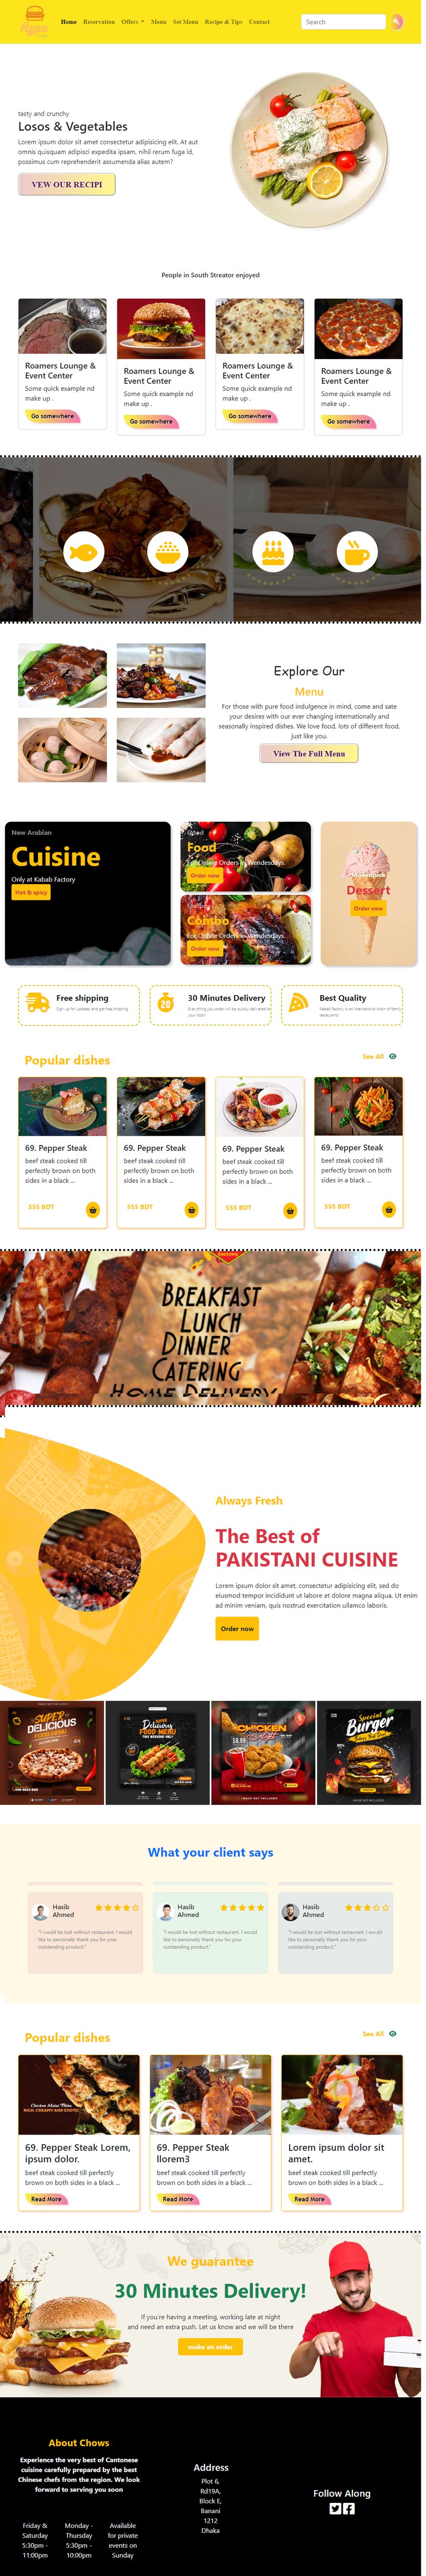 Hype
Home Reservation Offers Menu Set Menu Recipe & Tips Contact
Search
tasty and crunchy
Losos & Vegetables
Lorem ipsum dolor sit amet consectetur adipisicing elit. At aut
omnis quisquam adipisci expedita ipsam, nihil rerum fuga id,
possimus cum reprehenderit assumenda alias autem?
VEW OUR RECIPI
People in South Streator enjoyed
Roamers Lounge &
Event Center
Some quick example nd
make up .
Go somewhere
Roamers Lounge &
Event Center
Some quick example nd
make up .
Go somewhere
Roamers Lounge &
Event Center
Some quick example nd
make up .
Go somewhere
Roamers Lounge &
Event Center
Some quick example nd
make up .
Go somewhere
Explore Our
Menu
For those with pure food indulgence in mind, come and sate
your desires with our ever changing internationally and
seasonally inspired dishes. We love food, lots of different food,
just like you.
View The Full Menu
New Arabian
Cuisine
Only at Kabab Factory
Hot & spicy
Food
For Online Orders in Wendesdays.
Order now
Combo
For Online Orders in Wendesdays.
Order now
Movenpick
Dessert
Order now
Free shipping
Sign up for updates and get free shipping
20
30 Minutes Delivery
Everything you order will be quickly delivered to
your door.
Best Quality
Kabab Factory is an international chain of family
restaurants.
Popular dishes
See All
69. Pepper Steak
beef steak cooked till
perfectly brown on both
sides in a black ...
555 BDT
69. Pepper Steak
beef steak cooked till
perfectly brown on both
sides in a black ...
555 BDT
69. Pepper Steak
beef steak cooked till
perfectly brown on both
sides in a black ...
555 BDT
69. Pepper Steak
beef steak cooked till
perfectly brown on both
sides in a black ...
555 BDT
BREAKFAST
LUNCH
DINNER
CATERING
HOME DELIVERY
Always Fresh
The Best of
PAKISTANI CUISINE
Lorem ipsum dolor sit amet, consectetur adipisicing elit, sed do
eiusmod tempor incididunt ut labore et dolore magna aliqua. Ut enim
ad minim veniam, quis nostrud exercitation ullamco laboris.
Order now
SUPER
DELICIOUS
FOOD MENU
Super
Delicious
FOOD MENU
THIS WEEKEND ONLY
CHICKEN
$8.99
Special
Burger
What your client says
Hasib
Ahmed
"I would be lost without restaurant. I would
like to personally thank you for your
outstanding product."
Hasib
Ahmed
"I would be lost without restaurant. I would
like to personally thank you for your
outstanding product."
Hasib
Ahmed
"I would be lost without restaurant. I would
like to personally thank you for your
outstanding product."
Popular dishes
See All
Chicken Malai Boti
RICH, CREAMY AND EXOTIC
69. Pepper Steak Lorem,
ipsum dolor.
beef steak cooked till perfectly
brown on both sides in a black ...
Read More
69. Pepper Steak
llorem3
beef steak cooked till perfectly
brown on both sides in a black ...
Read More
Lorem ipsum dolor sit
amet.
beef steak cooked till perfectly
brown on both sides in a black ...
Read More
We guarantee
30 Minutes Delivery!
If you're having a meeting, working late at night
and need an extra push. Let us know and we will be there
make an order
About Chows
Experience the very best of Cantonese
cuisine carefully prepared by the best
Chinese chefs from the region. We look
forward to serving you soon
Friday &
Saturday
5:30pm -
11:00pm
Monday -
Thursday
5:30pm -
10:00pm
Available
for private
events on
Sunday
Address
Plot 6,
Rd19A,
Block E,
Banani
1212
Dhaka
Follow Along